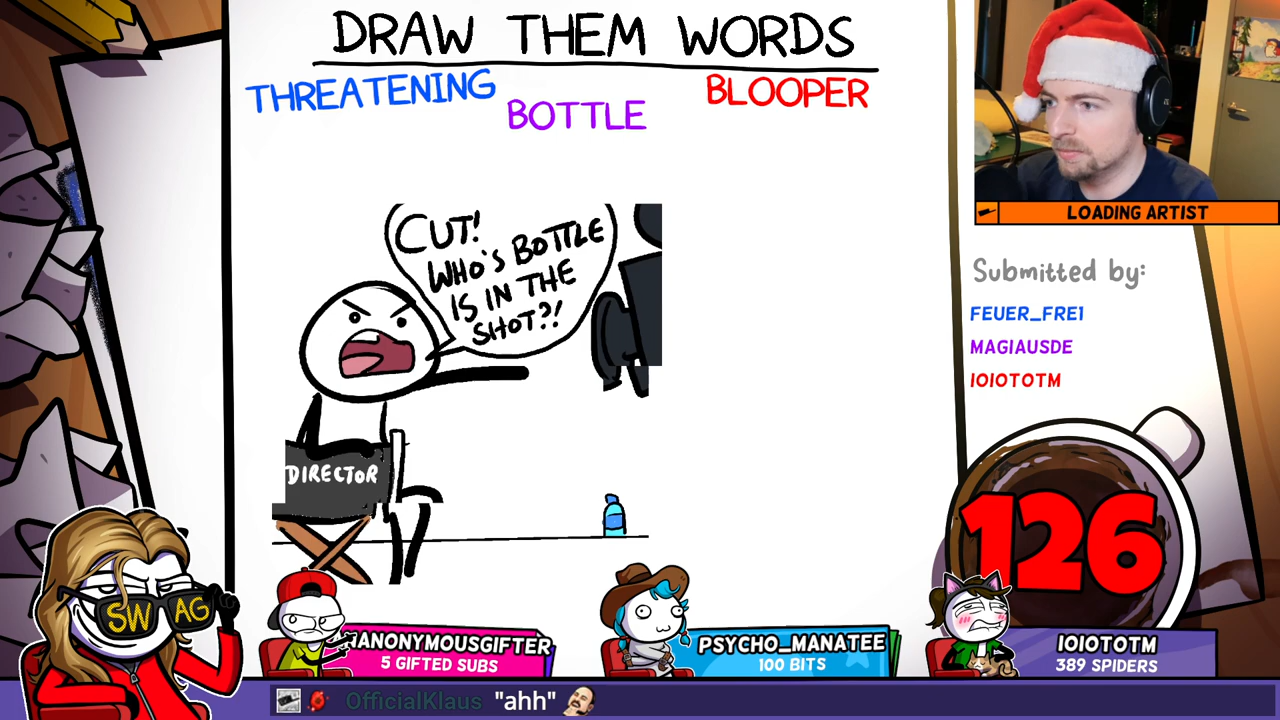 DRAW THEM WORDS
THREATENING
BOTTLE
BLOOPER
CUT!
WHO'S BOTTLE
IS IN THE
SHOT?!
DIRECTOR
LOADING ARTIST
Submitted by:
FEUER_FRE1
MAGIAUSDE
IOIOTOTM
126
SW AG
ANONYMOUSGIFTER
5 GIFTED SUBS
PSYCHO_MANATEE
100 BITS
IOIOTOTM
389 SPIDERS
OfficialKlaus "ahh"